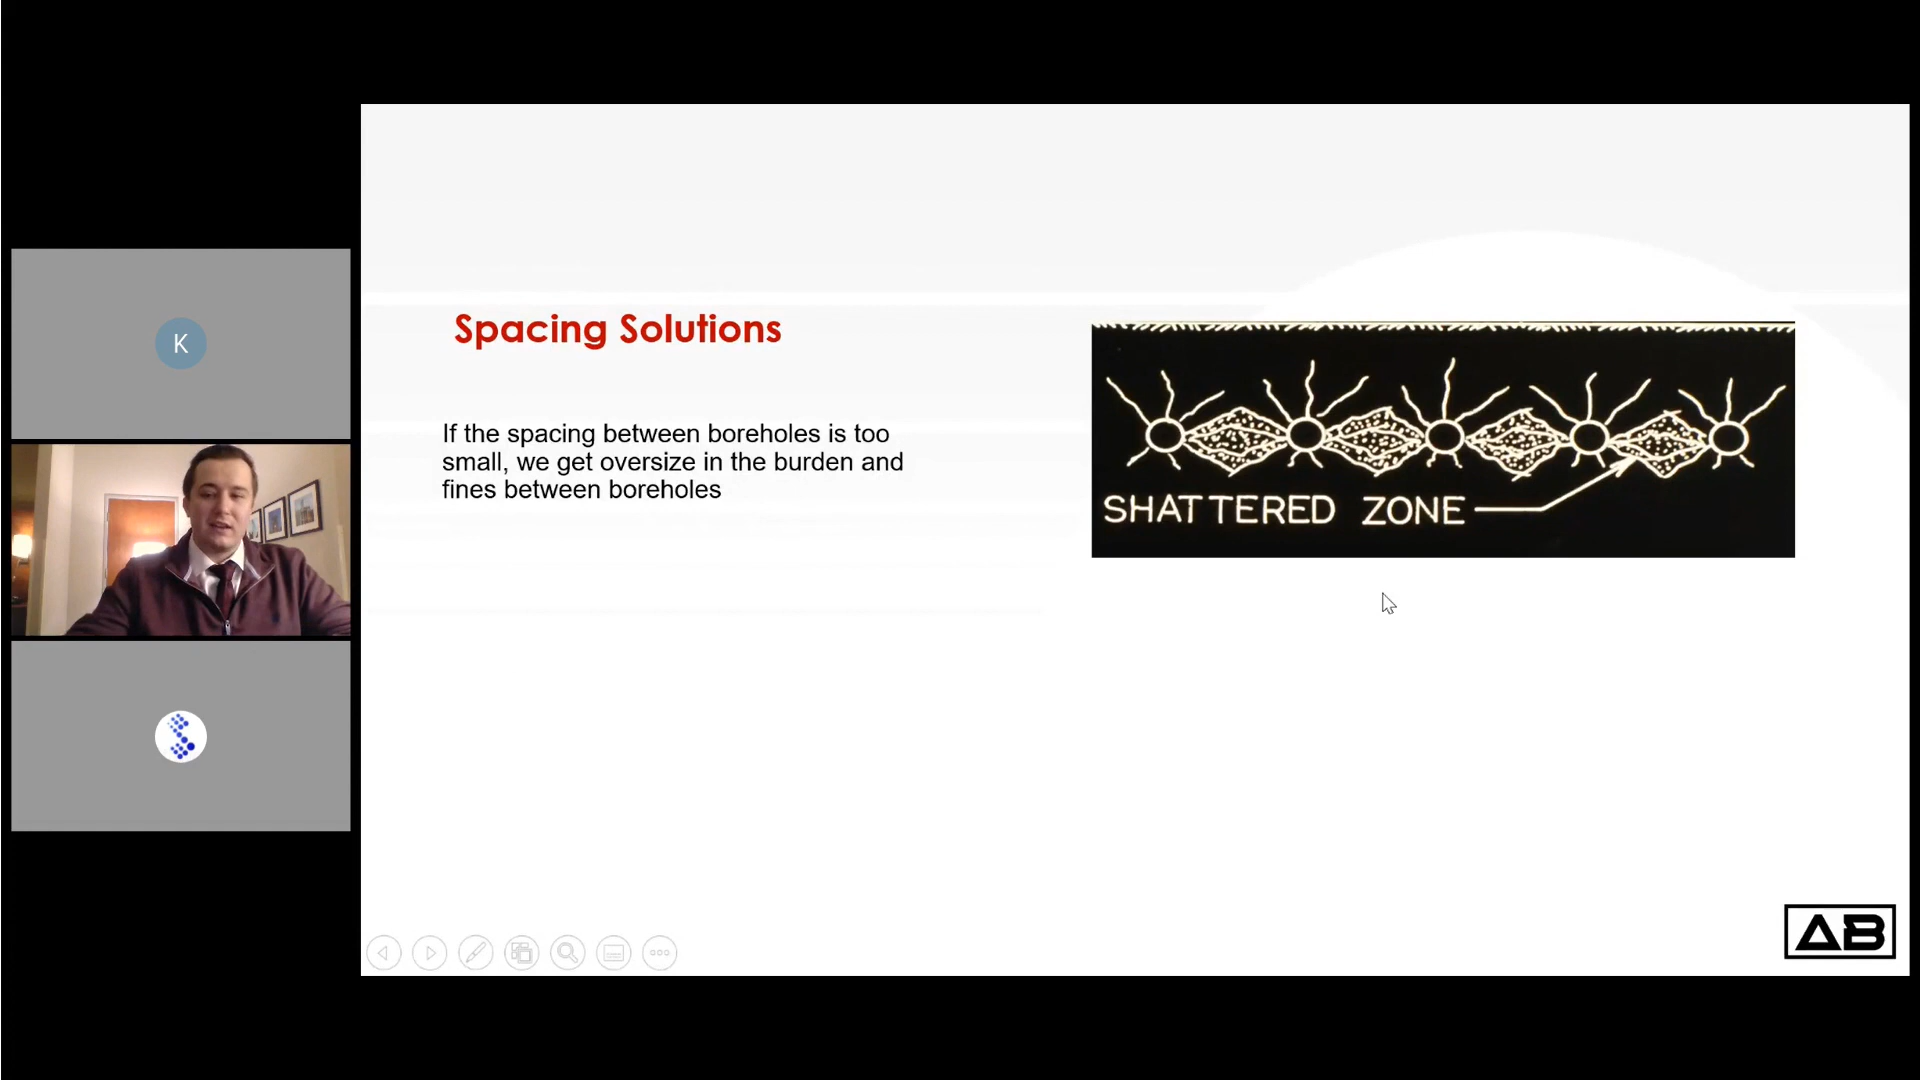 K
Spacing Solutions
If the spacing between boreholes is too
small, we get oversize in the burden and
fines between boreholes
SHATTERED ZONE
AB